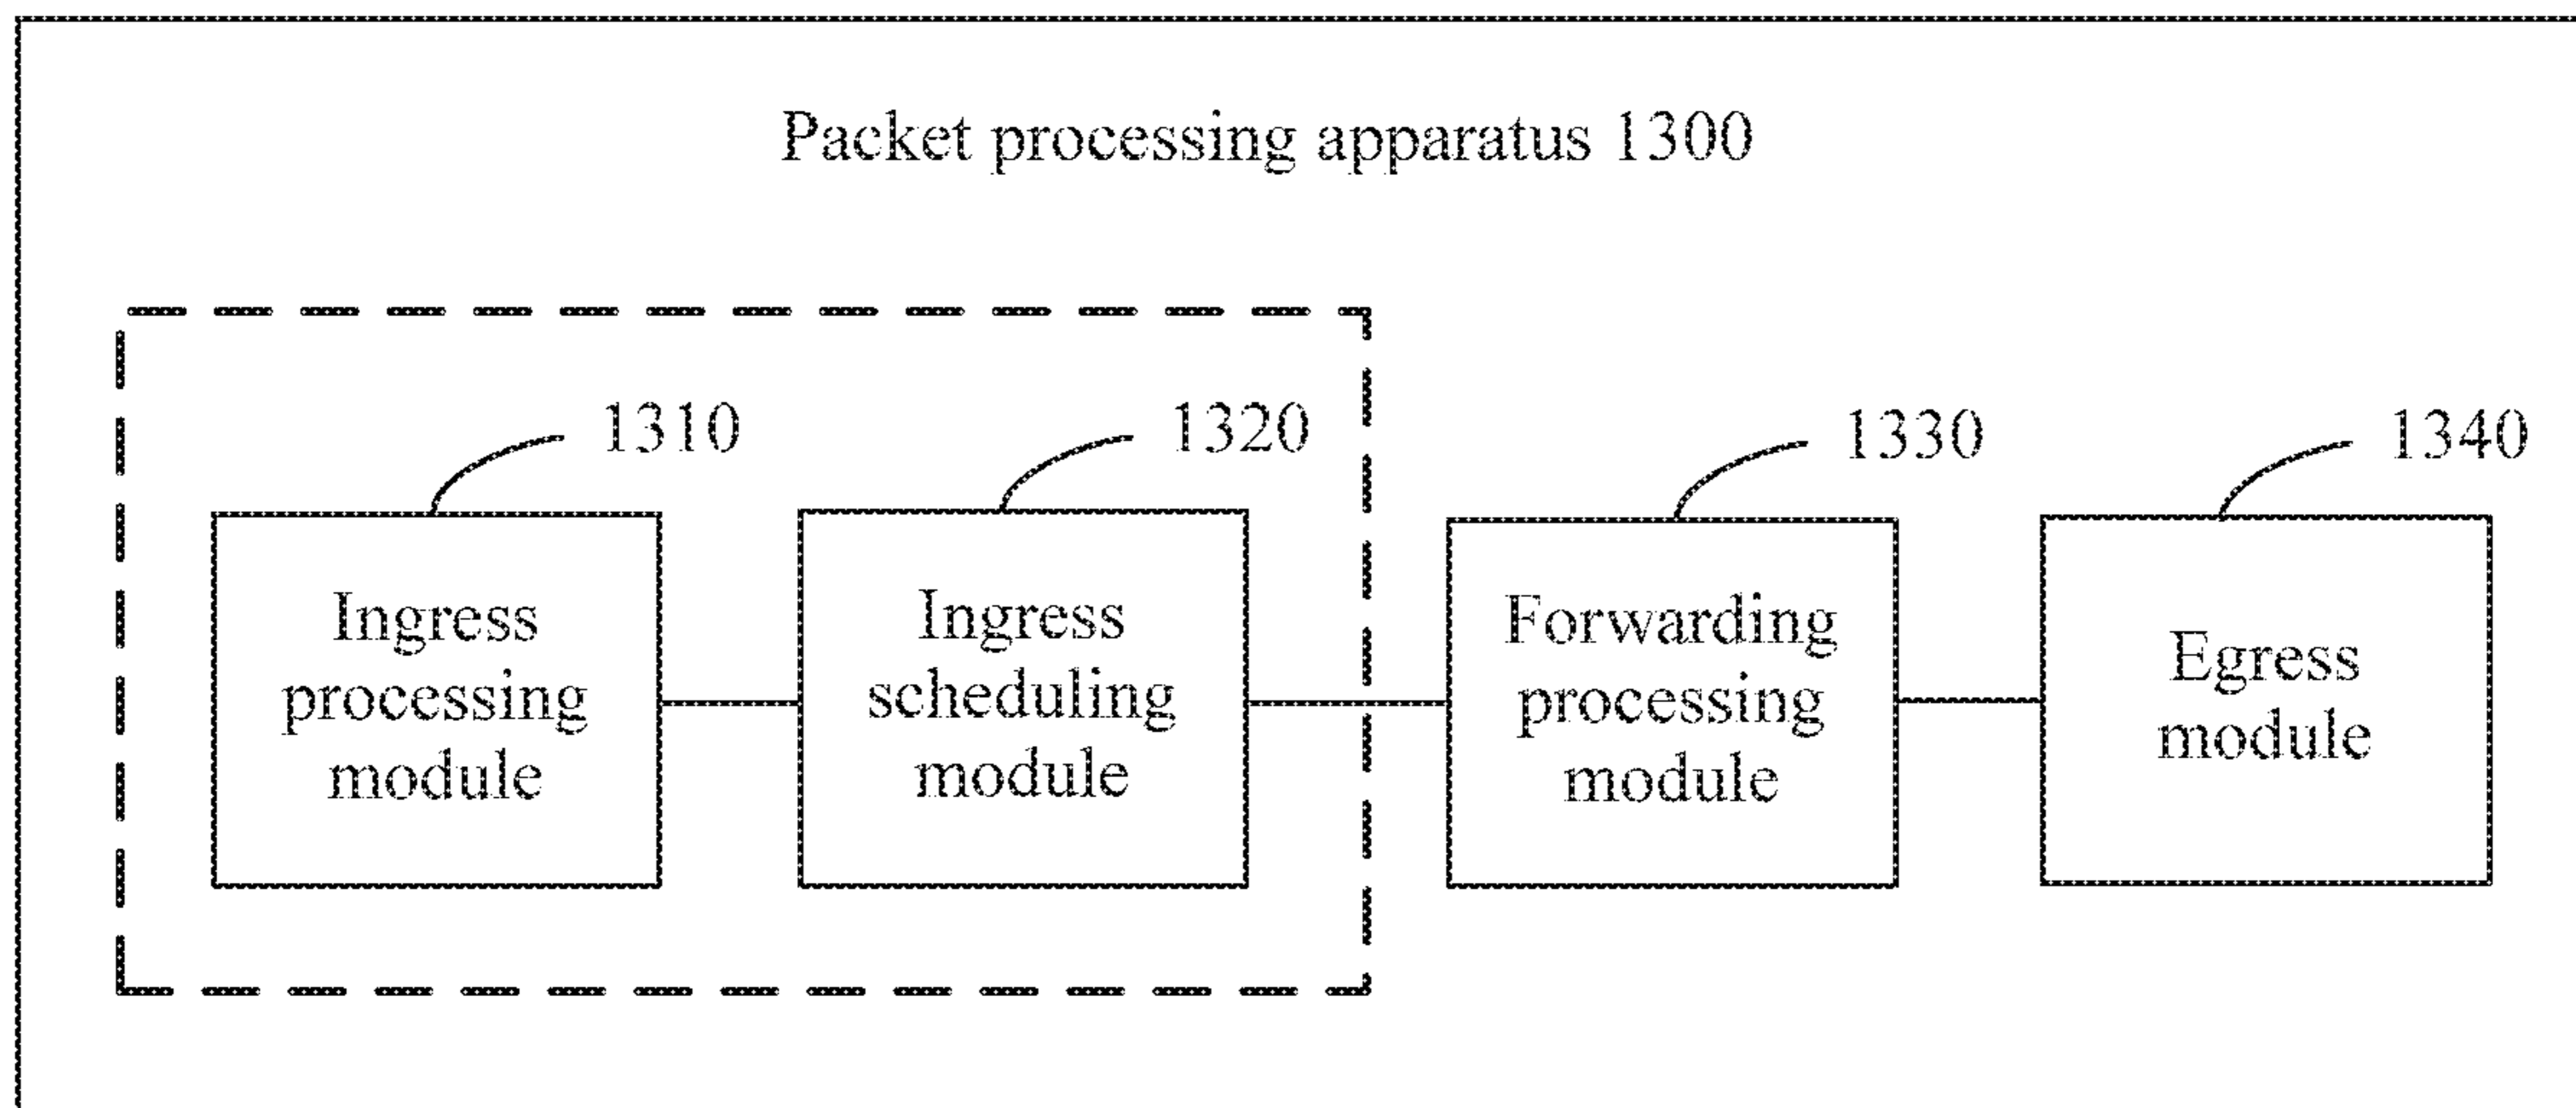 Packet processing apparatus 1300
1310
1320
1330
1340
Ingress
processing
module
Ingress
scheduling
module
Forwarding
processing
module
Egress
module